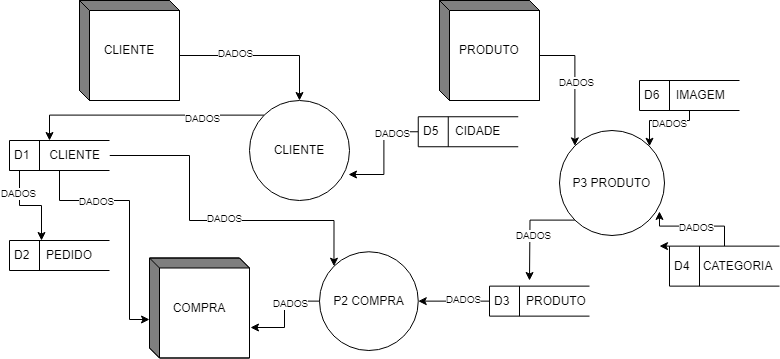 CLIENTE
PRODUTO
DADOS
DADOS
D6 IMAGEM
DADOS
DADOS
D5 CIDADE
DADOS
CLIENTE
D1 CLIENTE
P3 PRODUTO
DADOS
DADOS
DADOS
DADOS
DADOS
D2 PEDIDO
D4 CATEGORIA
COMPRA
DADOS
P2 COMPRA
DADOS
D3 PRODUTO
DADOS